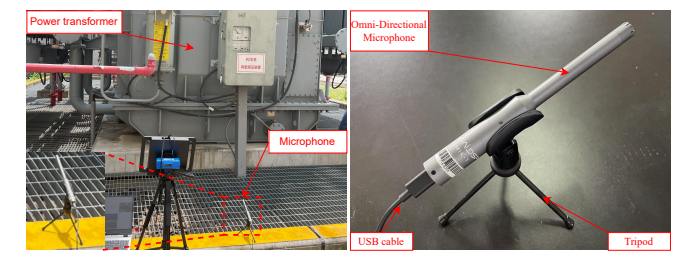 Power transformer
Microphone
Omni-Directional
Microphone
USB cable
Tripod